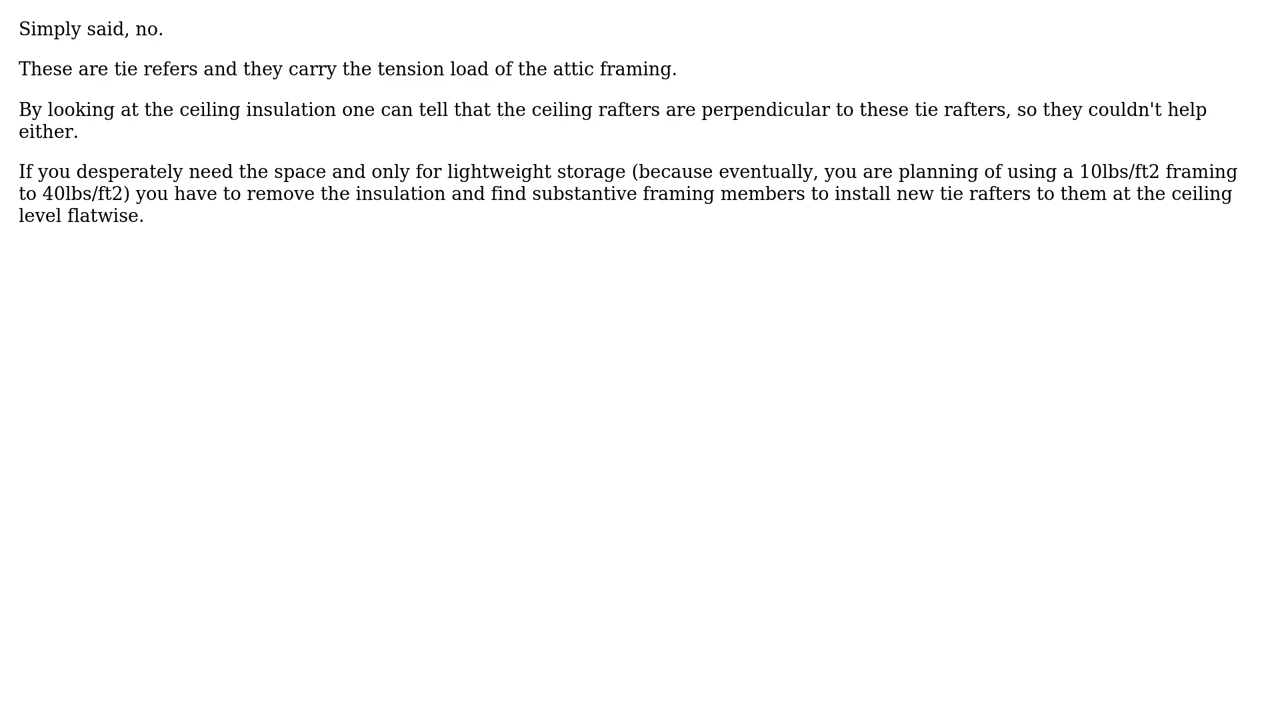 Simply said, no.
These are tie refers and they carry the tension load of the attic framing.
By looking at the ceiling insulation one can tell that the ceiling rafters are perpendicular to these tie rafters, so they couldn't help
either.
If you desperately need the space and only for lightweight storage (because eventually, you are planning of using a 10lbs/ft2 framing
to 40lbs/ft2) you have to remove the insulation and find substantive framing members to install new tie rafters to them at the ceiling
level flatwise.